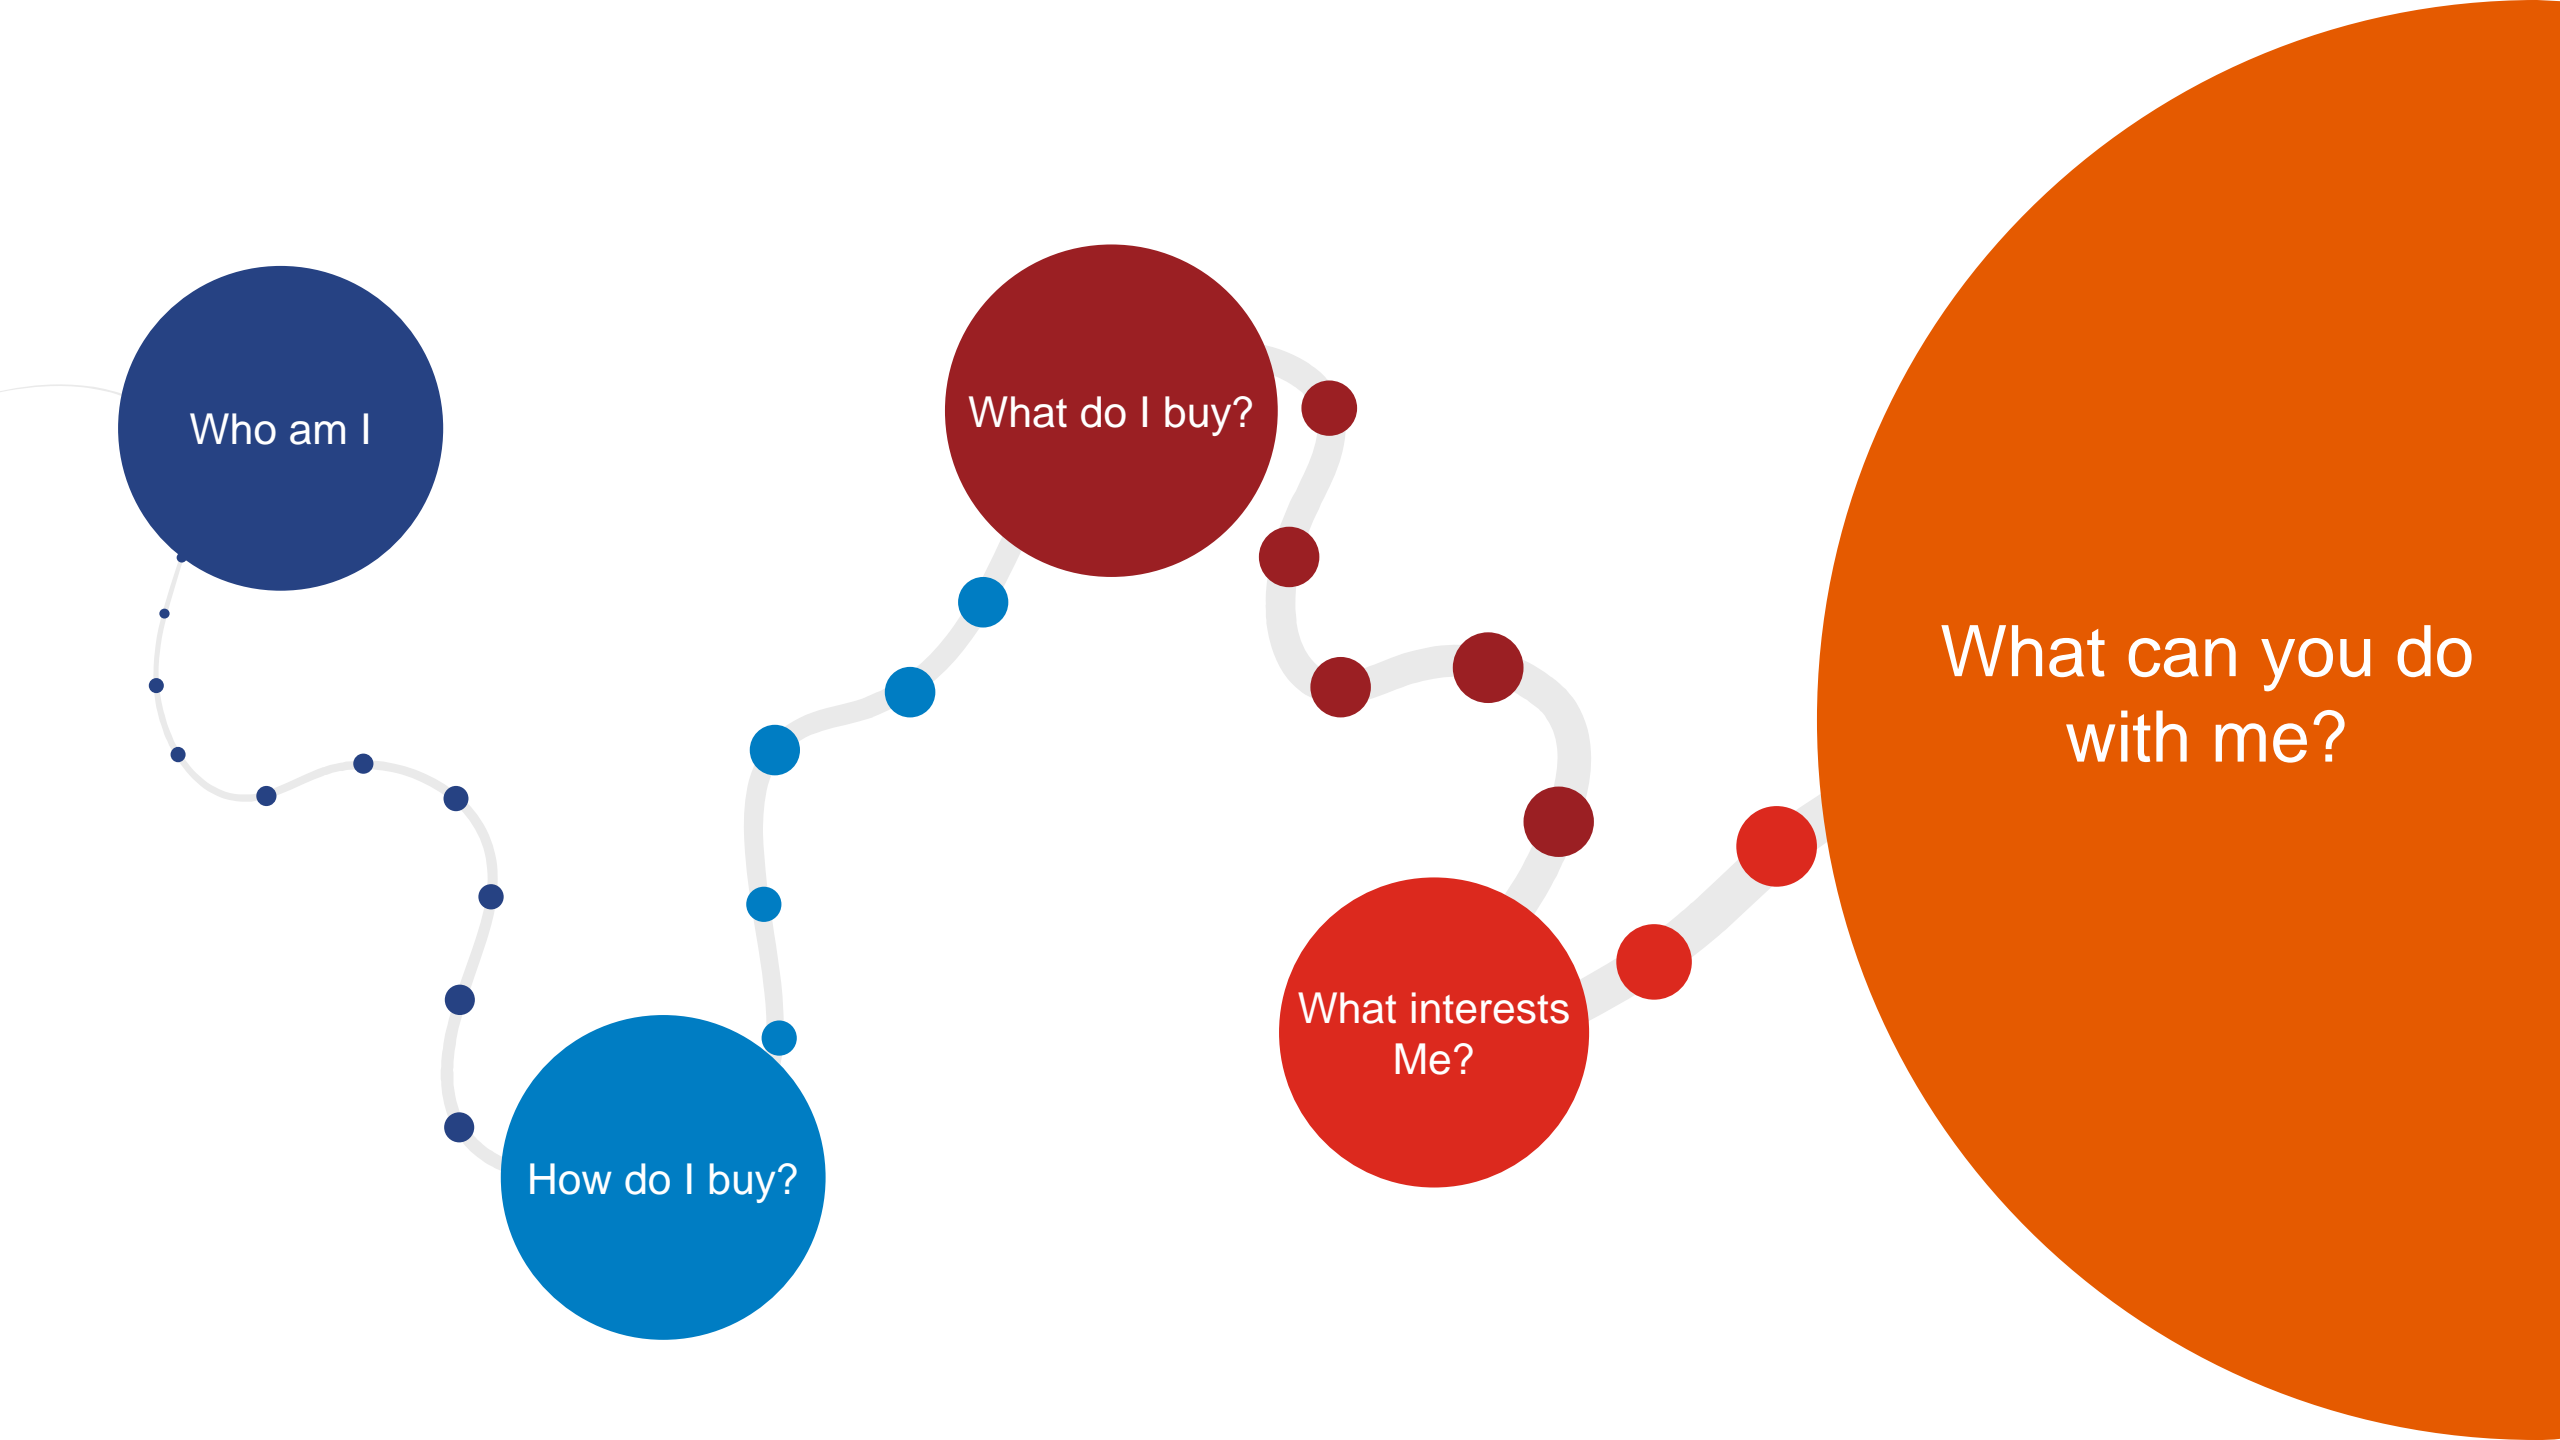 Who am I
How do I buy?
What do I buy?
What interests
Me?
What can you do
with me?